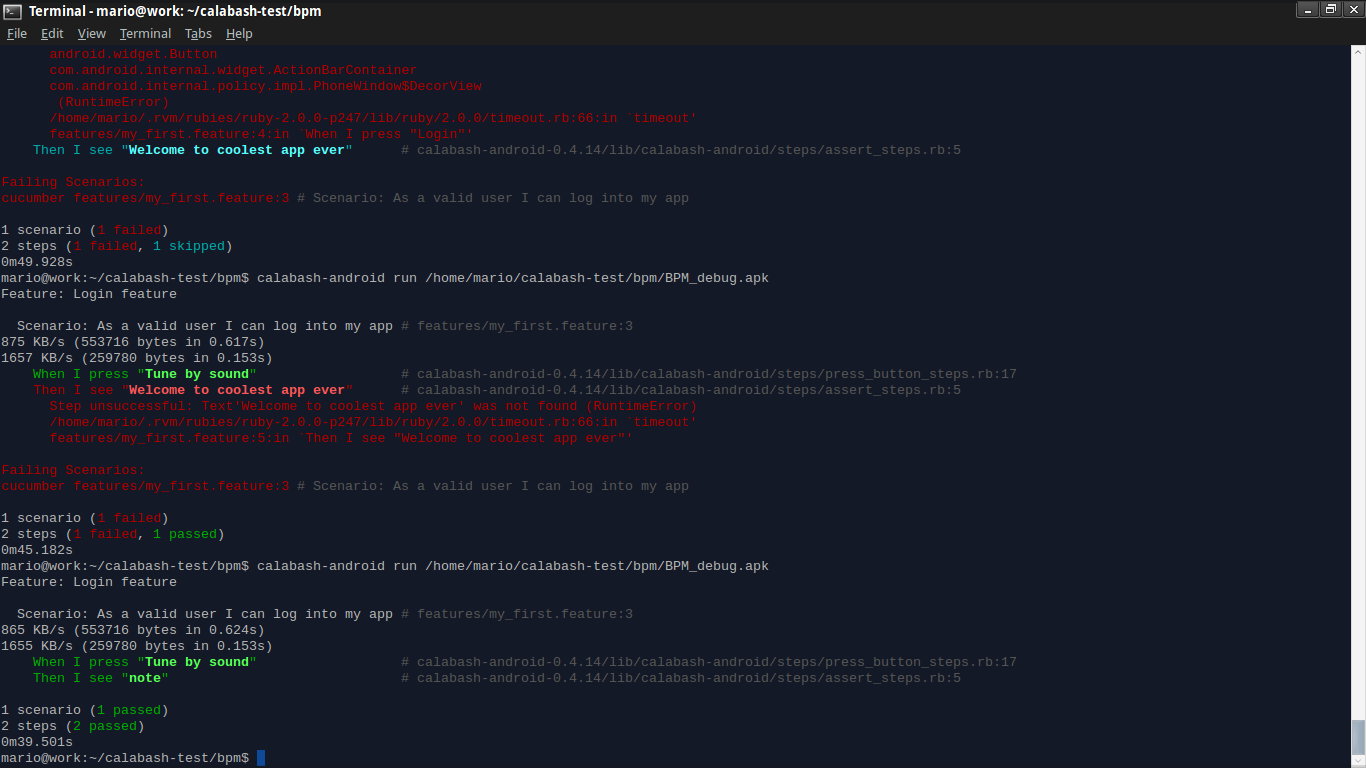 Terminal - mario@work: ~/calabash-test/bpm
File Edit View Terminal Tabs Help
android.widget.Button
com.android.internal.widget.ActionBarContainer
com.android.internal.policy.impl.PhoneWindow$DecorView
(RuntimeError)
/home/mario/.rvm/rubies/ruby-2.0.0-p247/lib/ruby/2.0.0/timeout.rb:66:in `timeout'
features/my_first.feature:4:in `When I press "Login"'
Then I see "Welcome to coolest app ever" # calabash-android-0.4.14/lib/calabash-android/steps/assert_steps.rb:5
Failing Scenarios:
cucumber features/my_first.feature:3 # Scenario: As a valid user I can log into my app
1 scenario (1 failed)
2 steps (1 failed, 1 skipped)
0m49.928s
mario@work:~/calabash-test/bpm$ calabash-android run /home/mario/calabash-test/bpm/BPM_debug.apk
Feature: Login feature
Scenario: As a valid user I can log into my app # features/my_first.feature:3
875 KB/s (553716 bytes in 0.617s)
1657 KB/s (259780 bytes in 0.153s)
When I press "Tune by sound" # calabash-android-0.4.14/lib/calabash-android/steps/press_button_steps.rb:17
Then I see "Welcome to coolest app ever" # calabash-android-0.4.14/lib/calabash-android/steps/assert_steps.rb:5
Step unsuccessful: Text'Welcome to coolest app ever' was not found (RuntimeError)
/home/mario/.rvm/rubies/ruby-2.0.0-p247/lib/ruby/2.0.0/timeout.rb:66:in `timeout'
features/my_first.feature:5:in `Then I see "Welcome to coolest app ever"'
Failing Scenarios:
cucumber features/my_first.feature:3 # Scenario: As a valid user I can log into my app
1 scenario (1 failed)
2 steps (1 failed, 1 passed)
0m45.182s
mario@work:~/calabash-test/bpm$ calabash-android run /home/mario/calabash-test/bpm/BPM_debug.apk
Feature: Login feature
Scenario: As a valid user I can log into my app # features/my_first.feature:3
865 KB/s (553716 bytes in 0.624s)
1655 KB/s (259780 bytes in 0.153s)
When I press "Tune by sound" # calabash-android-0.4.14/lib/calabash-android/steps/press_button_steps.rb:17
Then I see "note" # calabash-android-0.4.14/lib/calabash-android/steps/assert_steps.rb:5
1 scenario (1 passed)
2 steps (2 passed)
0m39.501s
mario@work:~/calabash-test/bpm$